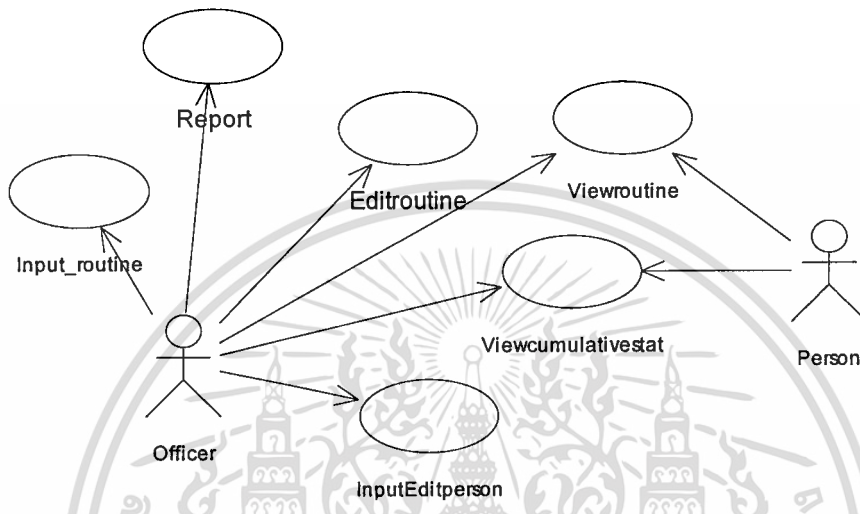 Report
Editroutine
Viewroutine
Input_routine
Viewcumulativestat
Person
Officer
InputEditperson